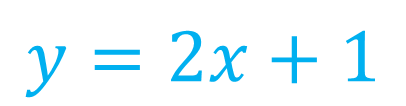 y = 2x + 1